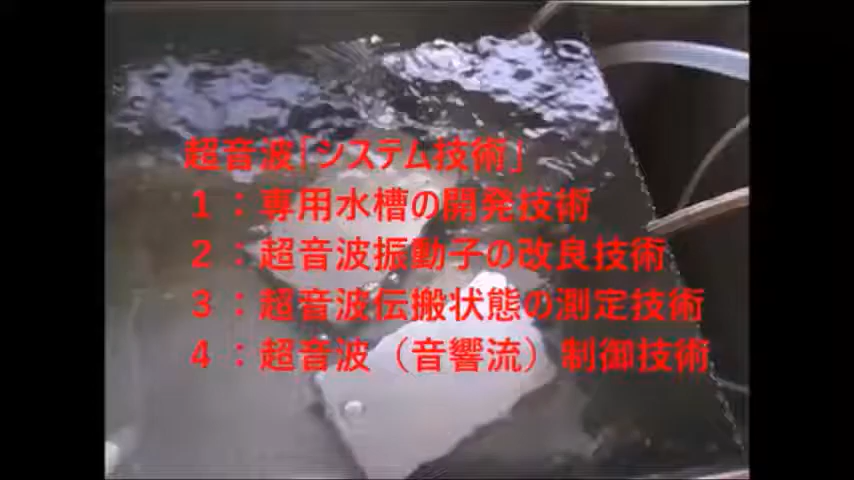 超音波「システム技術」
1：専用水槽の開発技術
2：超音波振動子の改良技術
3：超音波伝搬状態の測定技術
4：超音波（音響流）制御技術